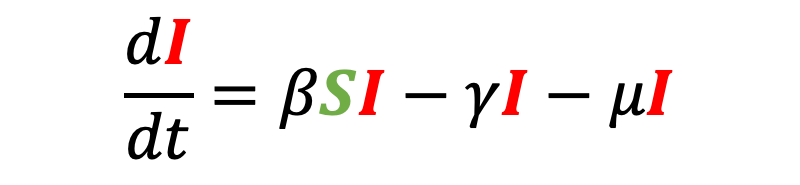 dI/dt = βSI − γI − μI